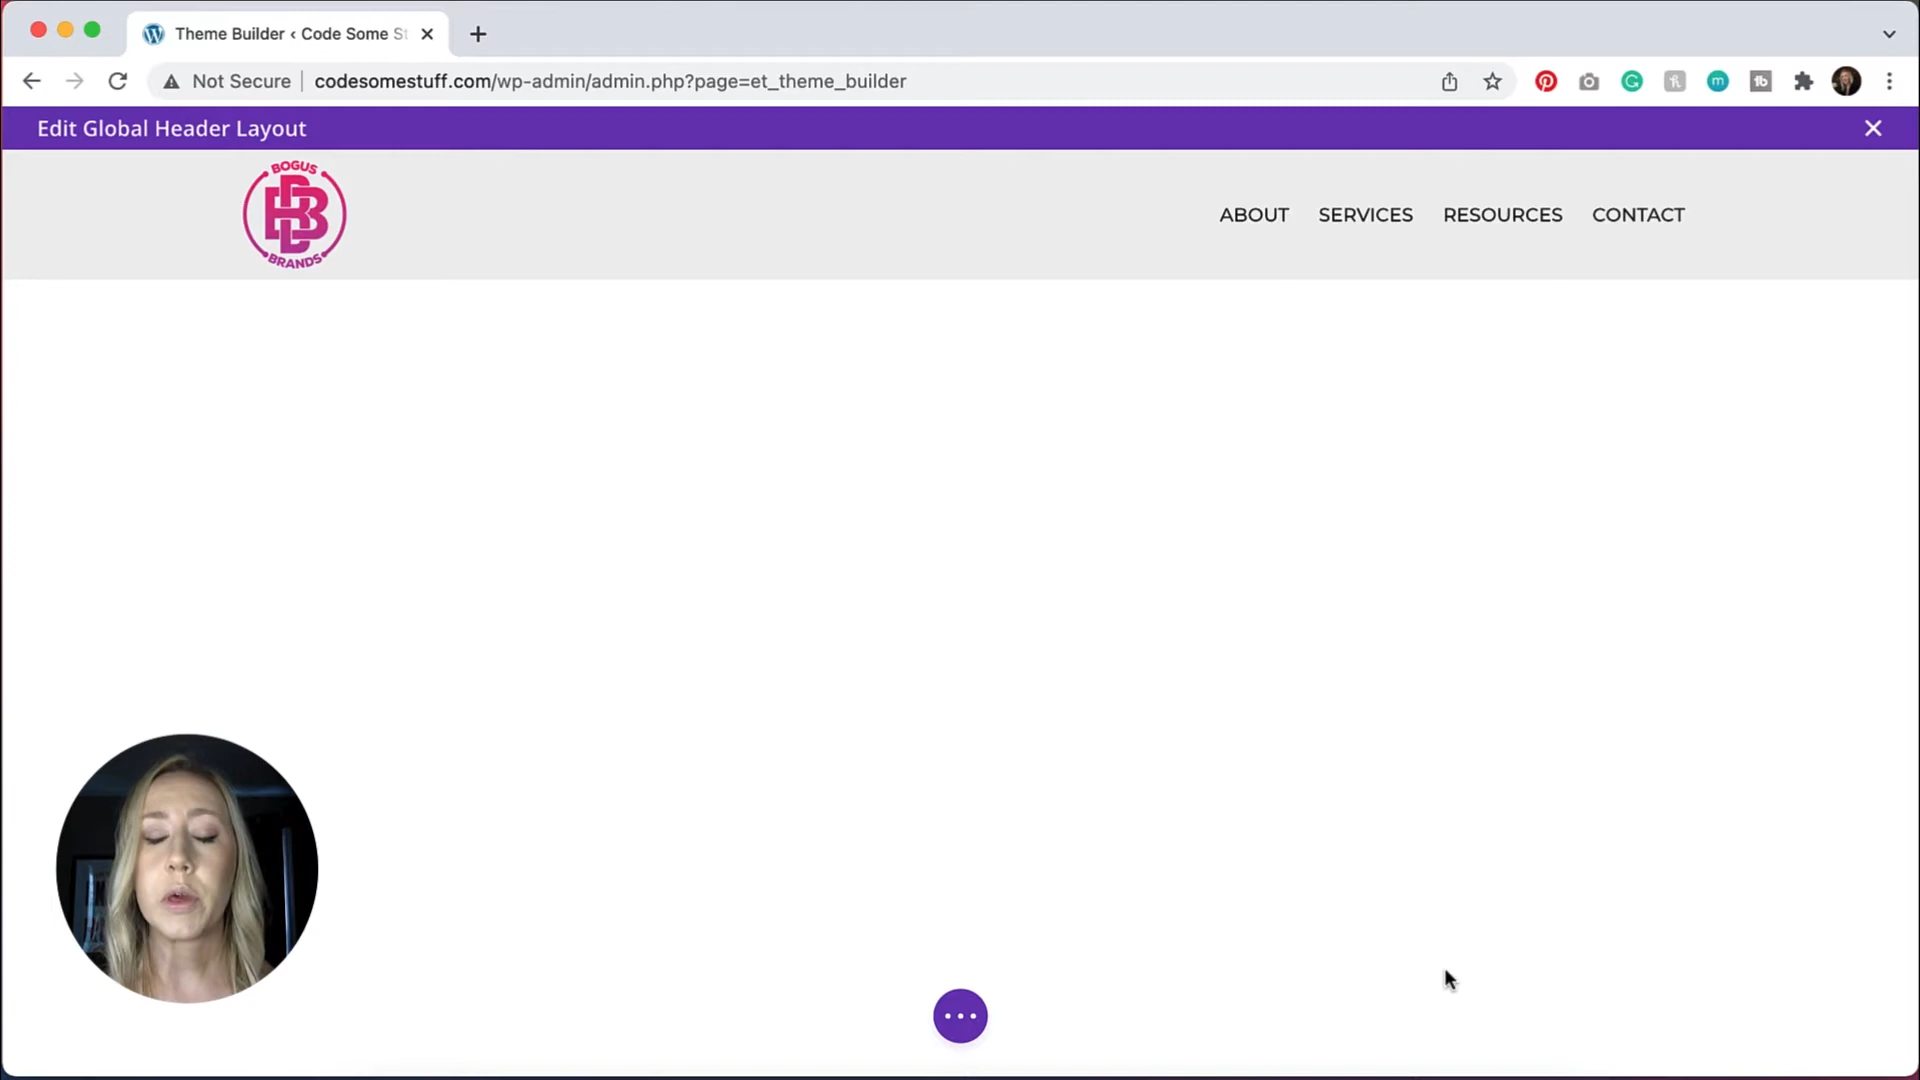 Theme Builder ‹ Code Some St
Not Secure codesomestuff.com/wp-admin/admin.php?page=et_theme_builder
Edit Global Header Layout
BOGUS
BRANDS
ABOUT SERVICES RESOURCES CONTACT